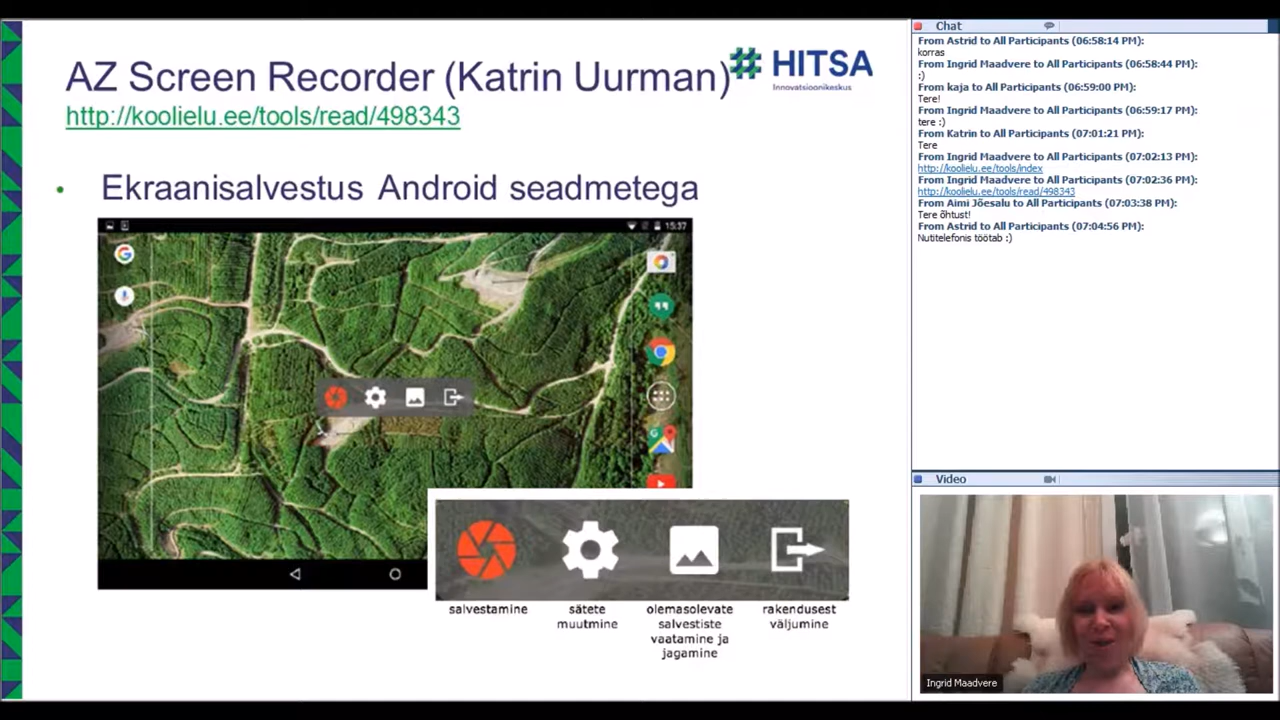 AZ Screen Recorder (Katrin Uurman)
HITSA
Innovatsioonikeskus
http://koolielu.ee/tools/read/498343
• Ekraanisalvestus Android seadmetega
15:37
salvestamine
sätete
muutmine
olemasolevate
salvestiste
vaatamine ja
jagamine
rakendusest
väljumine
Chat
From Astrid to All Participants (06:58:14 PM):
korras
From Ingrid Maadvere to All Participants (06:58:44 PM):
:)
From kaja to All Participants (06:59:00 PM):
Tere!
From Ingrid Maadvere to All Participants (06:59:17 PM):
tere :)
From Katrin to All Participants (07:01:21 PM):
Tere
From Ingrid Maadvere to All Participants (07:02:13 PM):
http://koolielu.ee/tools/index
From Ingrid Maadvere to All Participants (07:02:36 PM):
http://koolielu.ee/tools/read/498343
From Aimi Jõesalu to All Participants (07:03:38 PM):
Tere õhtust!
From Astrid to All Participants (07:04:56 PM):
Nutitelefonis töötab :)
Video
Ingrid Maadvere